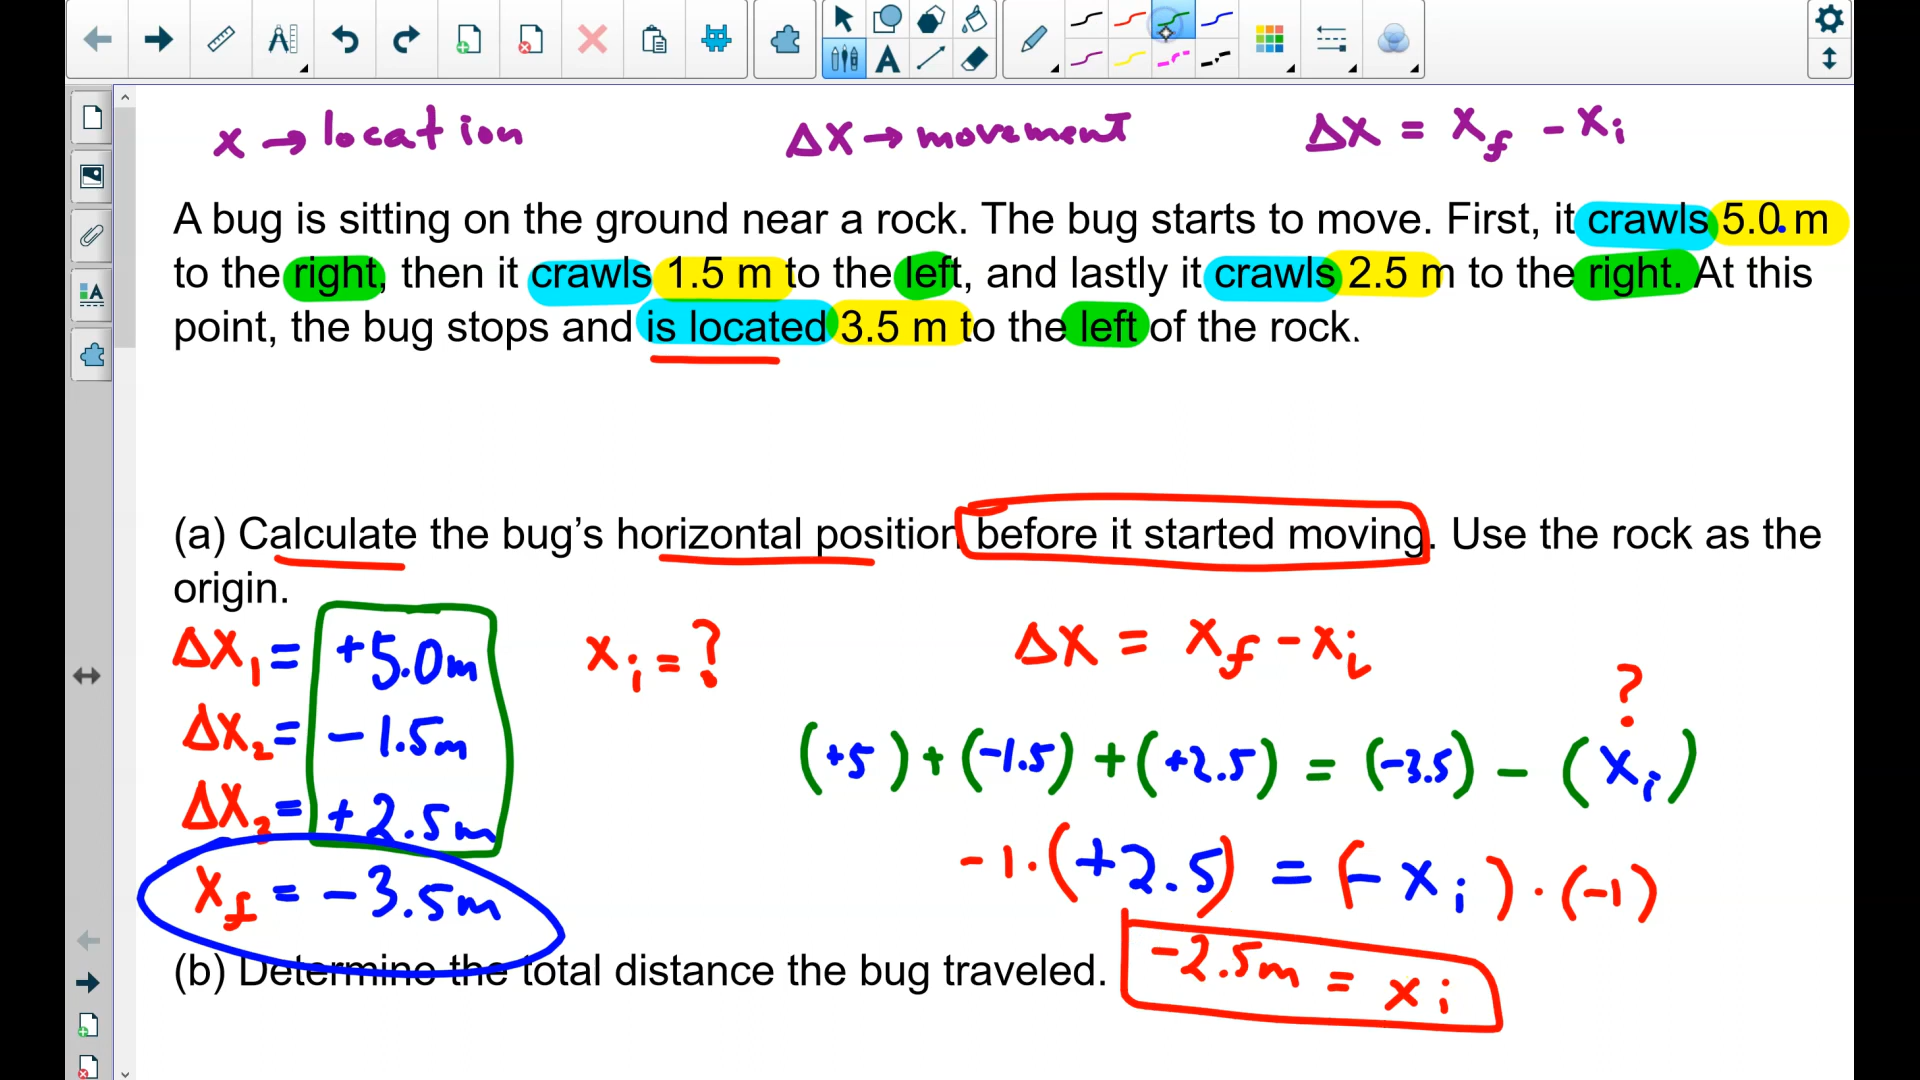 x → location    Δx → movement    Δx = x_f - x_i
A bug is sitting on the ground near a rock. The bug starts to move. First, it crawls 5.0 m
to the right, then it crawls 1.5 m to the left, and lastly it crawls 2.5 m to the right. At this
point, the bug stops and is located 3.5 m to the left of the rock.
(a) Calculate the bug's horizontal position before it started moving. Use the rock as the
origin.
Δx₁ = +5.0m    x_i = ?    Δx = x_f - x_i
?
Δx₂ = -1.5m    (+5) + (-1.5) + (+2.5) = (-3.5) - (x_i)
Δx₃ = +2.5m
x_f = -3.5m    -1·(+2.5) = (-x_i)·(-1)
(b) Determine the total distance the bug traveled.    -2.5m = x_i